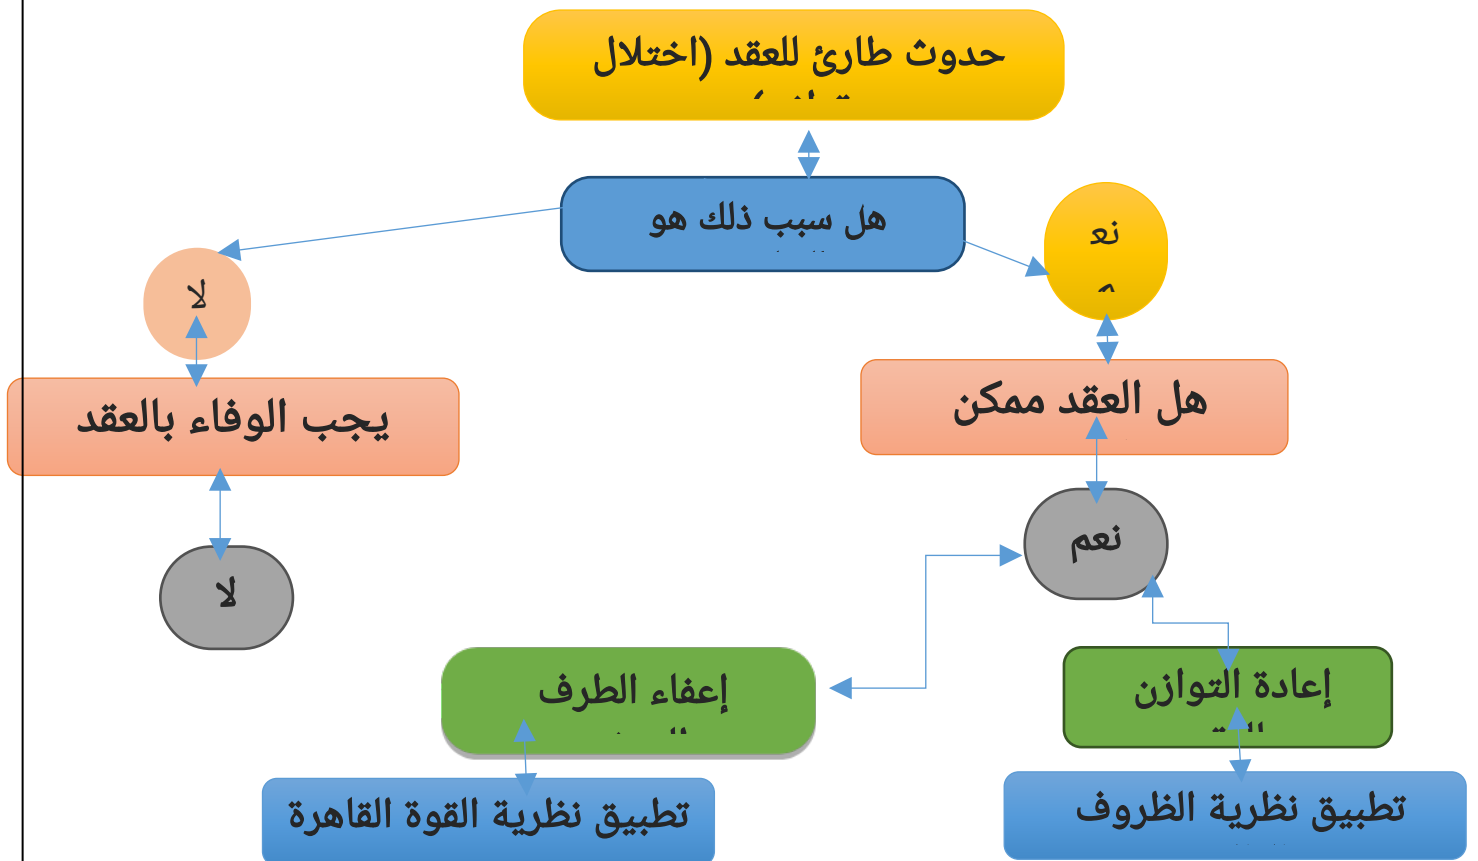 حدوث طارئ للعقد (اختلال
هل سبب ذلك هو
نعم
لا
هل العقد ممكن
يجب الوفاء بالعقد
نعم
لا
إعفاء الطرف
إعادة التوازن
تطبيق نظرية القوة القاهرة
تطبيق نظرية الظروف